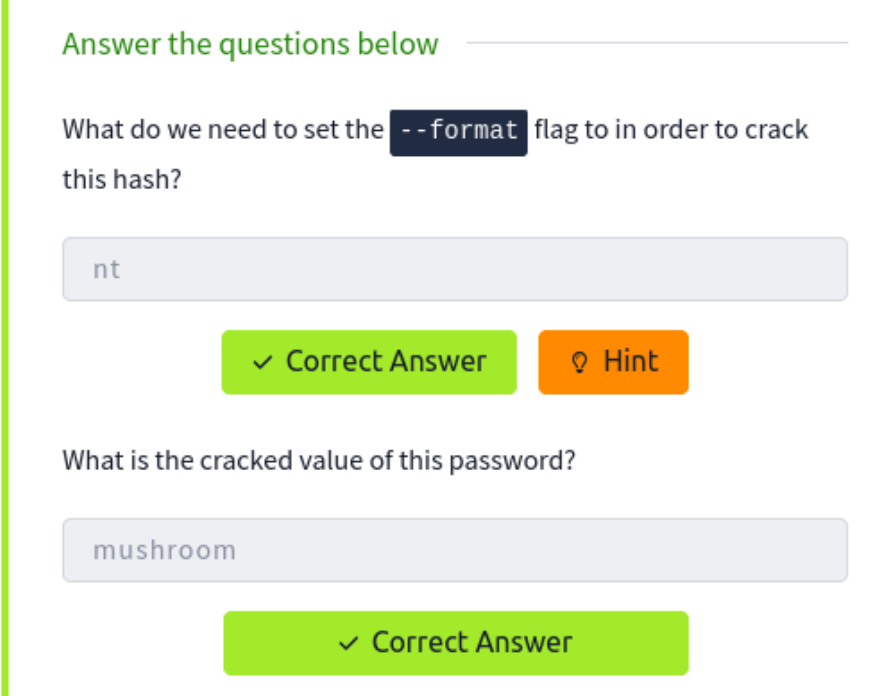 Answer the questions below
What do we need to set the --format flag to in order to crack
this hash?
nt
Correct Answer
Hint
What is the cracked value of this password?
mushroom
Correct Answer